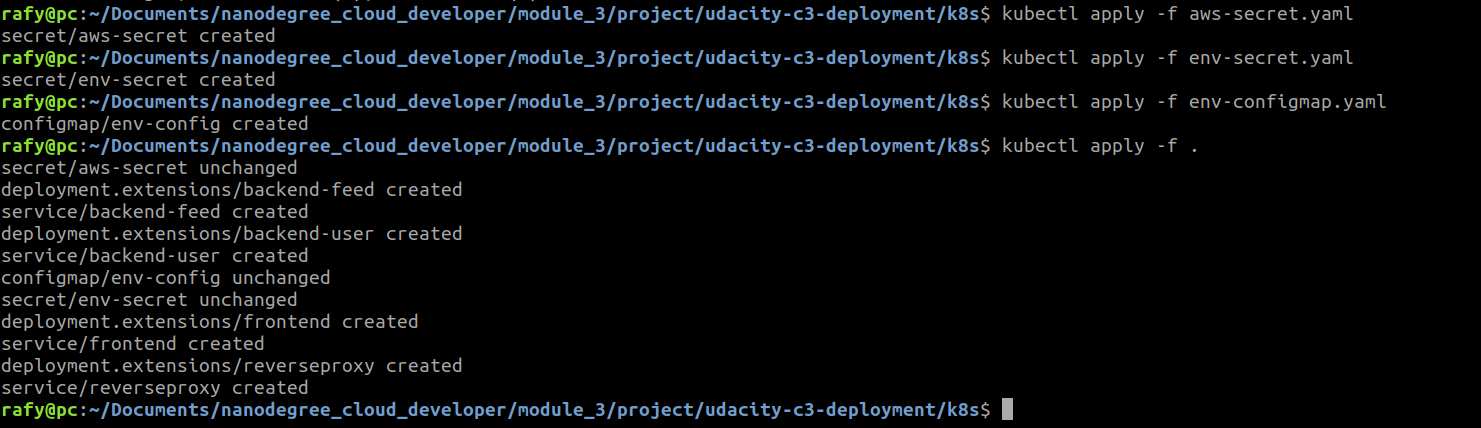 rafy@pc:~/Documents/nanodegree_cloud_developer/module_3/project/udacity-c3-deployment/k8s$ kubectl apply -f aws-secret.yaml
secret/aws-secret created
rafy@pc:~/Documents/nanodegree_cloud_developer/module_3/project/udacity-c3-deployment/k8s$ kubectl apply -f env-secret.yaml
secret/env-secret created
rafy@pc:~/Documents/nanodegree_cloud_developer/module_3/project/udacity-c3-deployment/k8s$ kubectl apply -f env-configmap.yaml
configmap/env-config created
rafy@pc:~/Documents/nanodegree_cloud_developer/module_3/project/udacity-c3-deployment/k8s$ kubectl apply -f .
secret/aws-secret unchanged
deployment.extensions/backend-feed created
service/backend-feed created
deployment.extensions/backend-user created
service/backend-user created
configmap/env-config unchanged
secret/env-secret unchanged
deployment.extensions/frontend created
service/frontend created
deployment.extensions/reverseproxy created
service/reverseproxy created
rafy@pc:~/Documents/nanodegree_cloud_developer/module_3/project/udacity-c3-deployment/k8s$